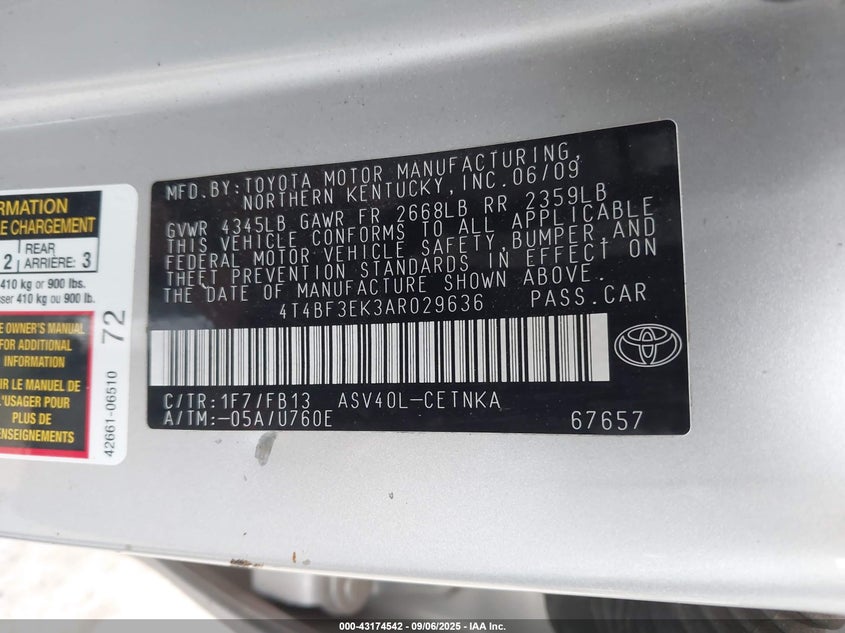 RMATION
E CHARGEMENT
2
REAR
ARRIÈRE: 3
410 kg or 900 lbs.
ser 410 kg ou 900 lb.
E OWNER'S MANUAL
FOR ADDITIONAL
INFORMATION
IR LE MANUEL DE
L'USAGER POUR
PLUS DE
ENSEIGNEMENTS
72
42661-06510
MFD.BY:TOYOTA MOTOR MANUFACTURING,
NORTHERN KENTUCKY,INC.06/09
GVWR 4345LB GAWR FR 2668LB RR 2359LB
THIS VEHICLE CONFORMS TO ALL APPLICABLE
FEDERAL MOTOR VEHICLE SAFETY,BUMPER,AND
THEFT PREVENTION STANDARDS IN EFFECT ON
THE DATE OF MANUFACTURE SHOWN ABOVE.
4T4BF3EK3AR029636 PASS.CAR
C/TR:1F7/FB13 ASV40L-CETNKA
A/TM:-05A/U760E 67657
000-43174542 - 09/06/2025 - IAA Inc.